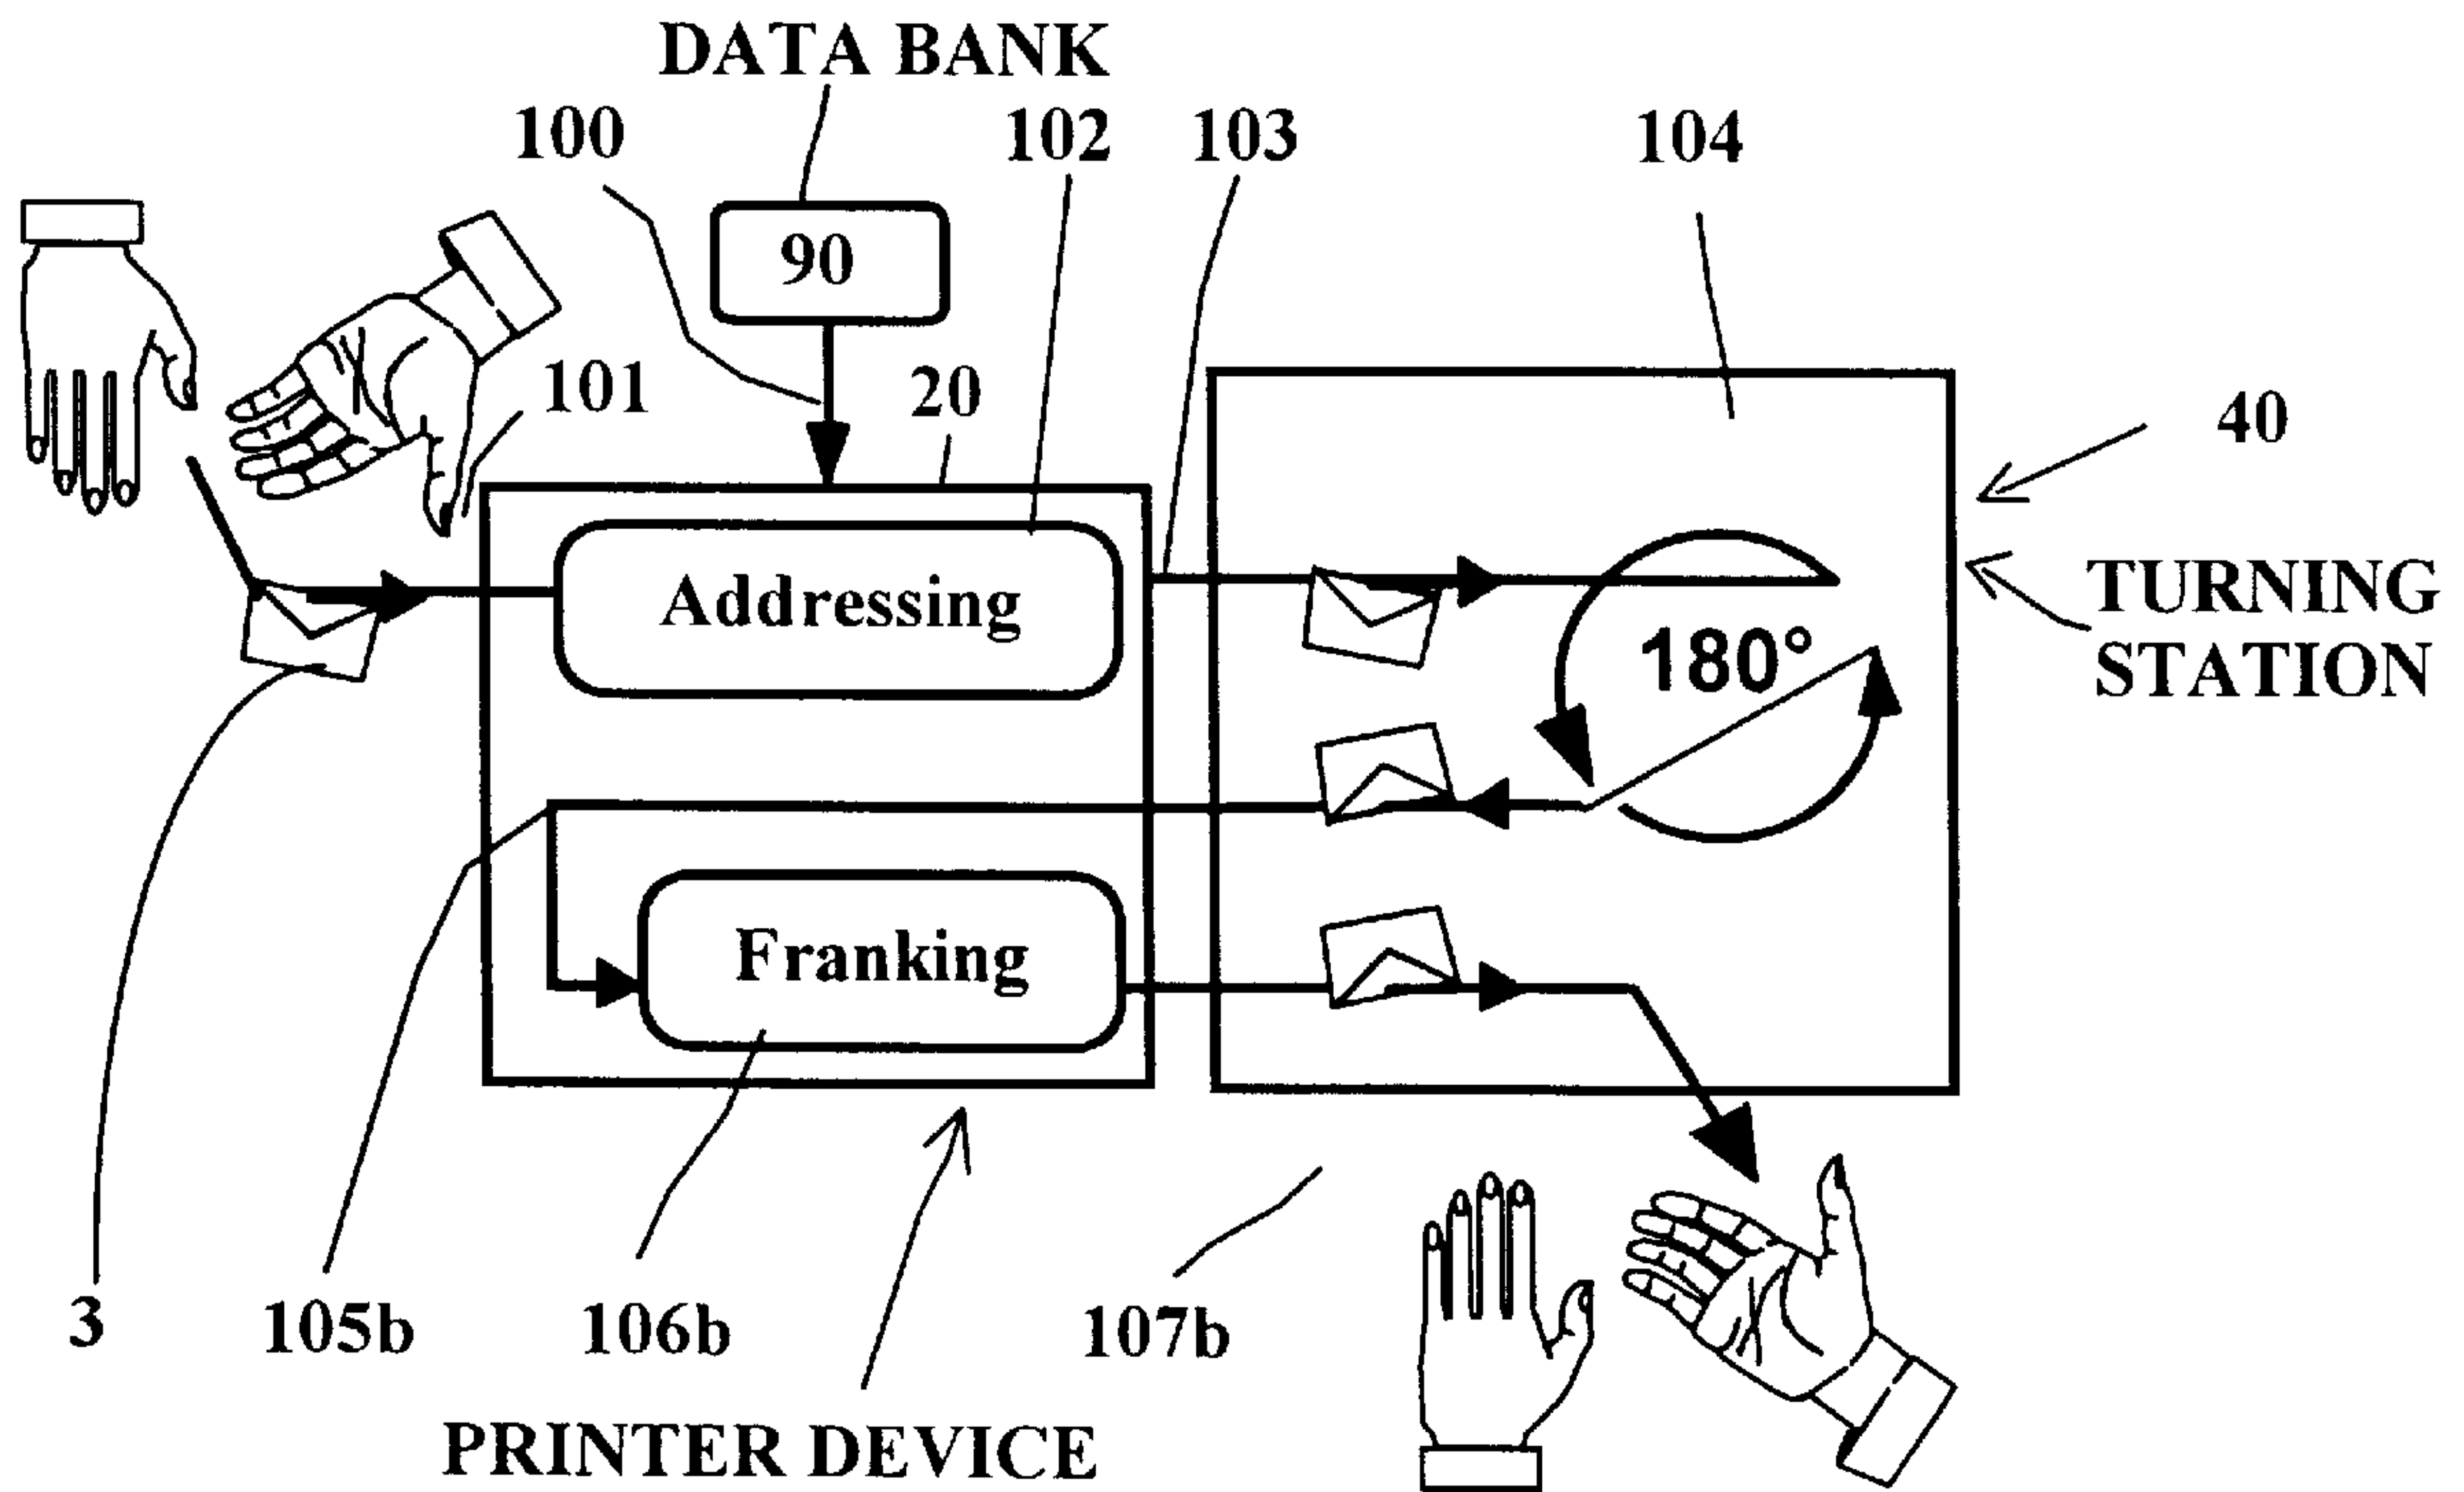 DATA BANK
100
102
103
104
90
101
20
40
Addressing
180°
TURNING
STATION
Franking
3
105b
106b
107b
PRINTER DEVICE